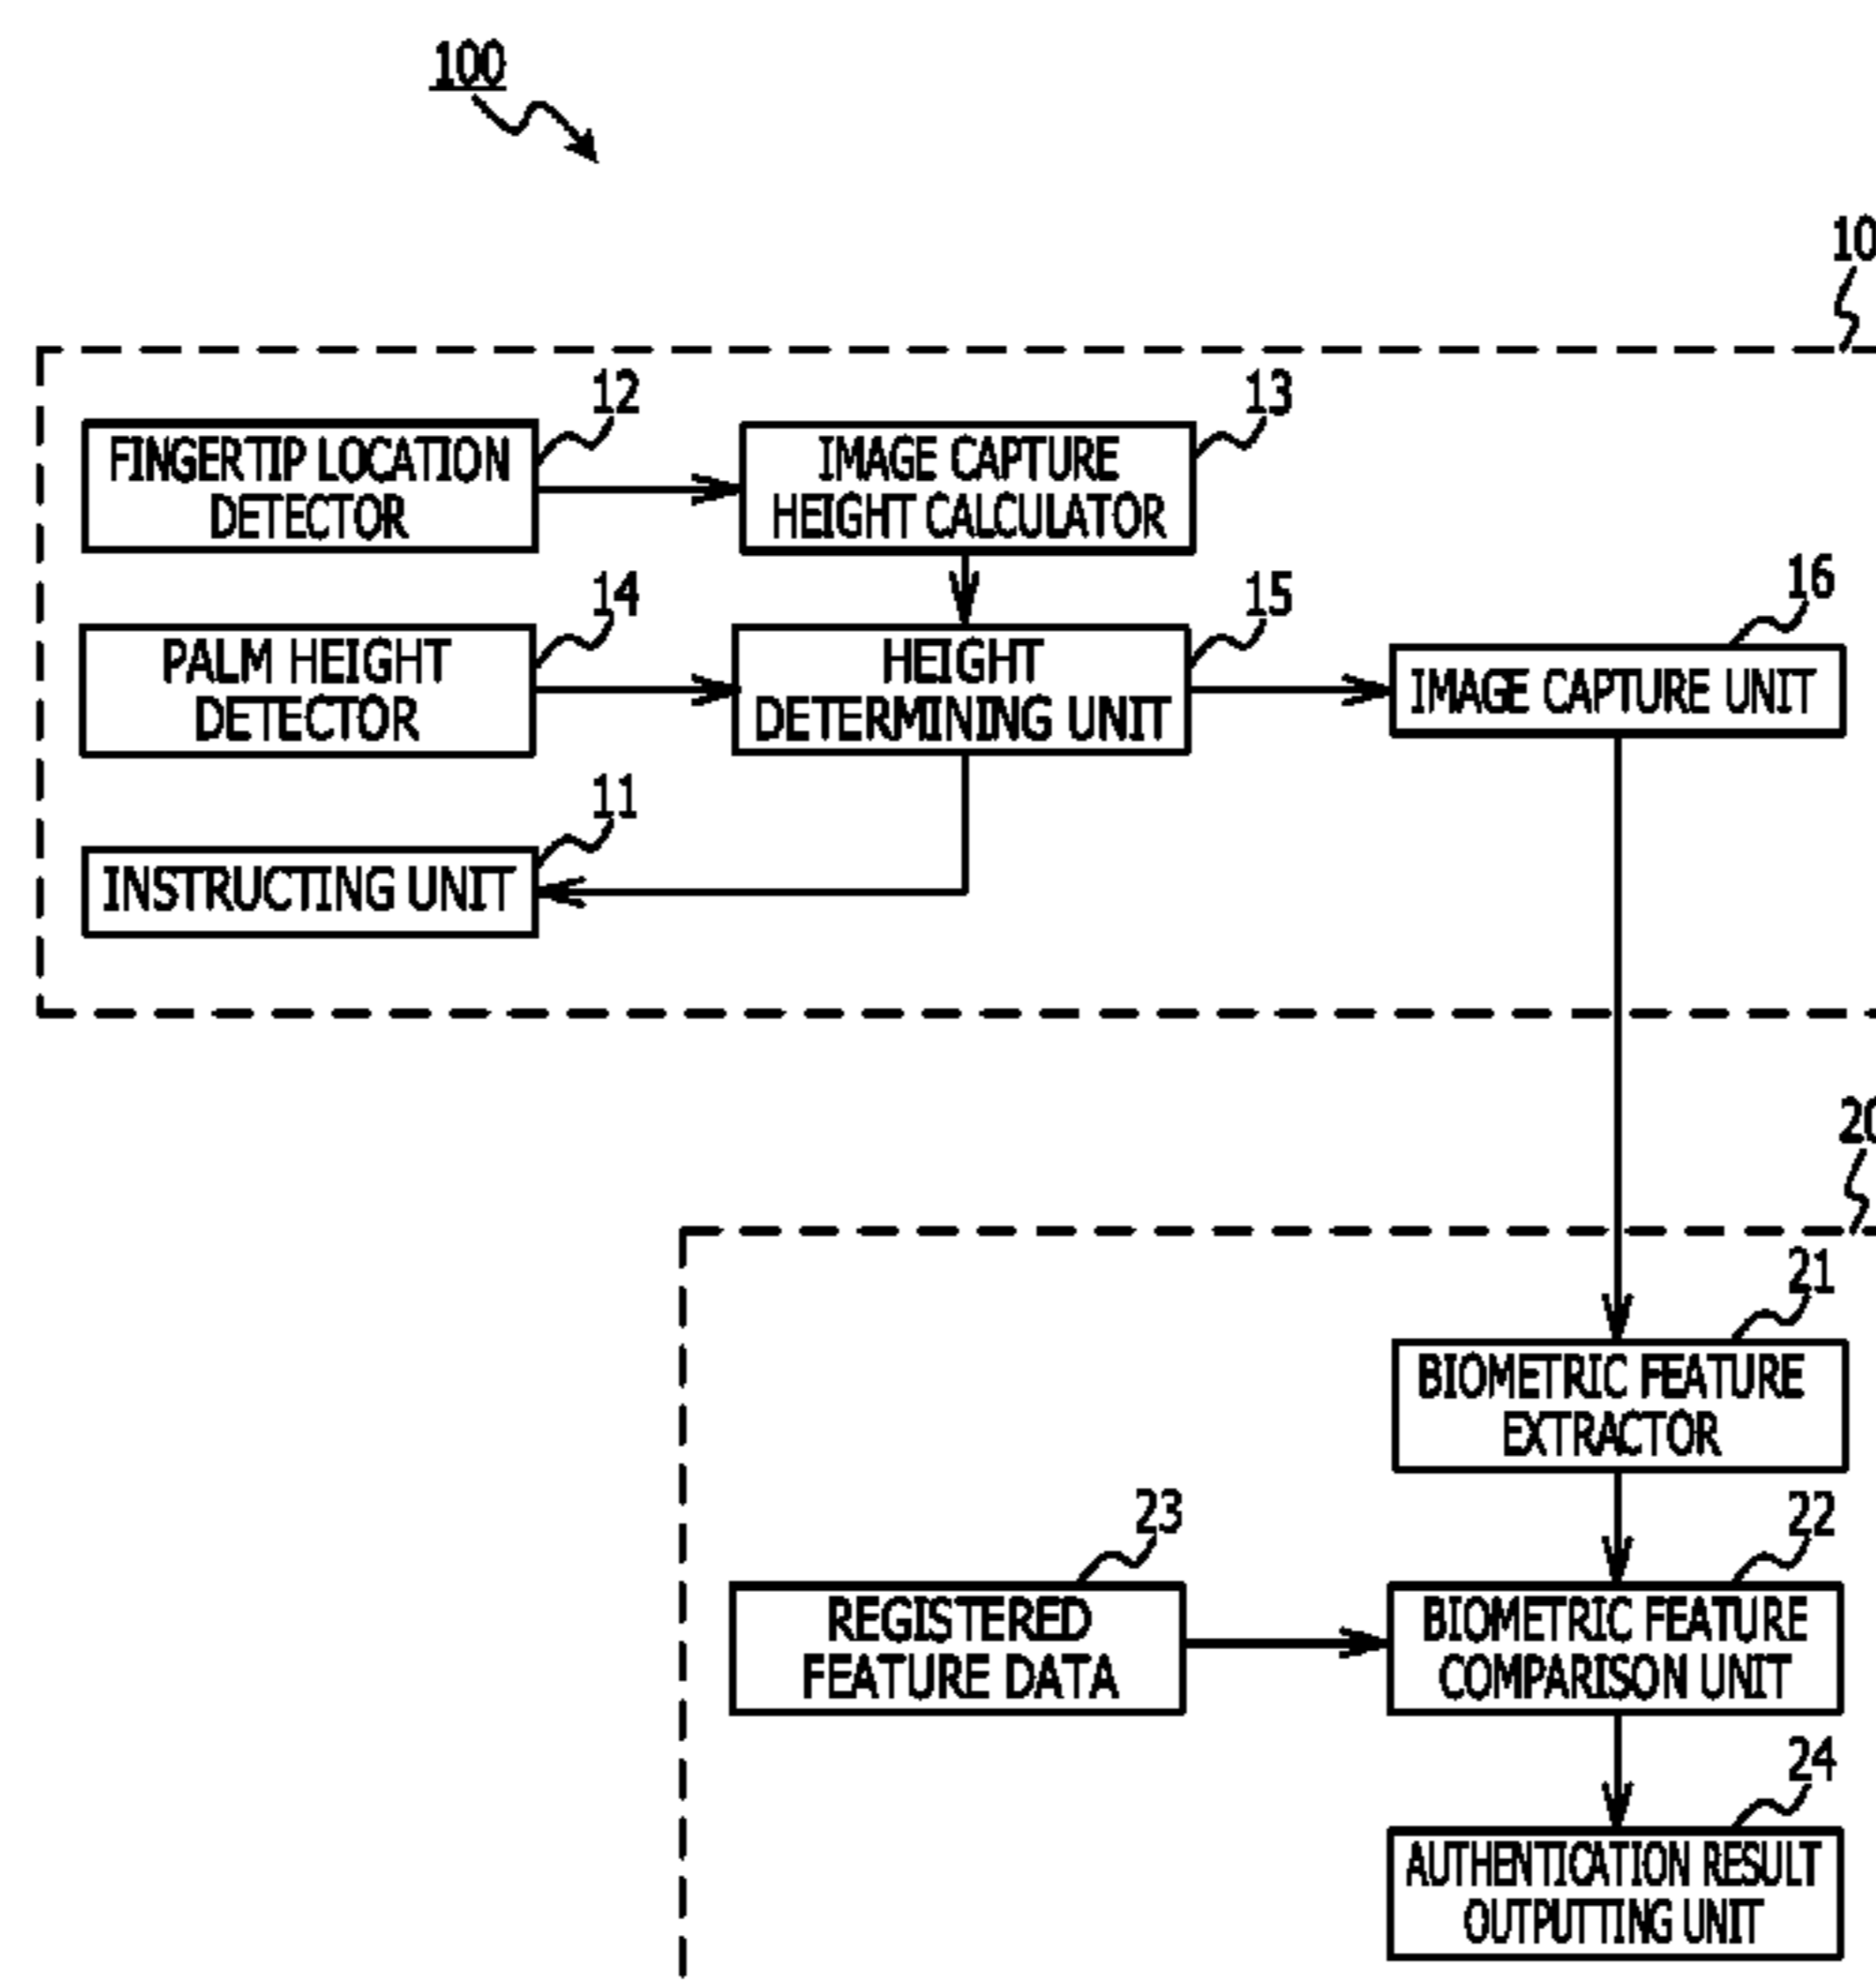 100
10
12
FINGERTIP LOCATION
DETECTOR
13
IMAGE CAPTURE
HEIGHT CALCULATOR
14
PALM HEIGHT
DETECTOR
15
HEIGHT
DETERMINING UNIT
16
IMAGE CAPTURE UNIT
11
INSTRUCTING UNIT
20
21
BIOMETRIC FEATURE
EXTRACTOR
23
REGISTERED
FEATURE DATA
22
BIOMETRIC FEATURE
COMPARISON UNIT
24
AUTHENTICATION RESULT
OUTPUTTING UNIT